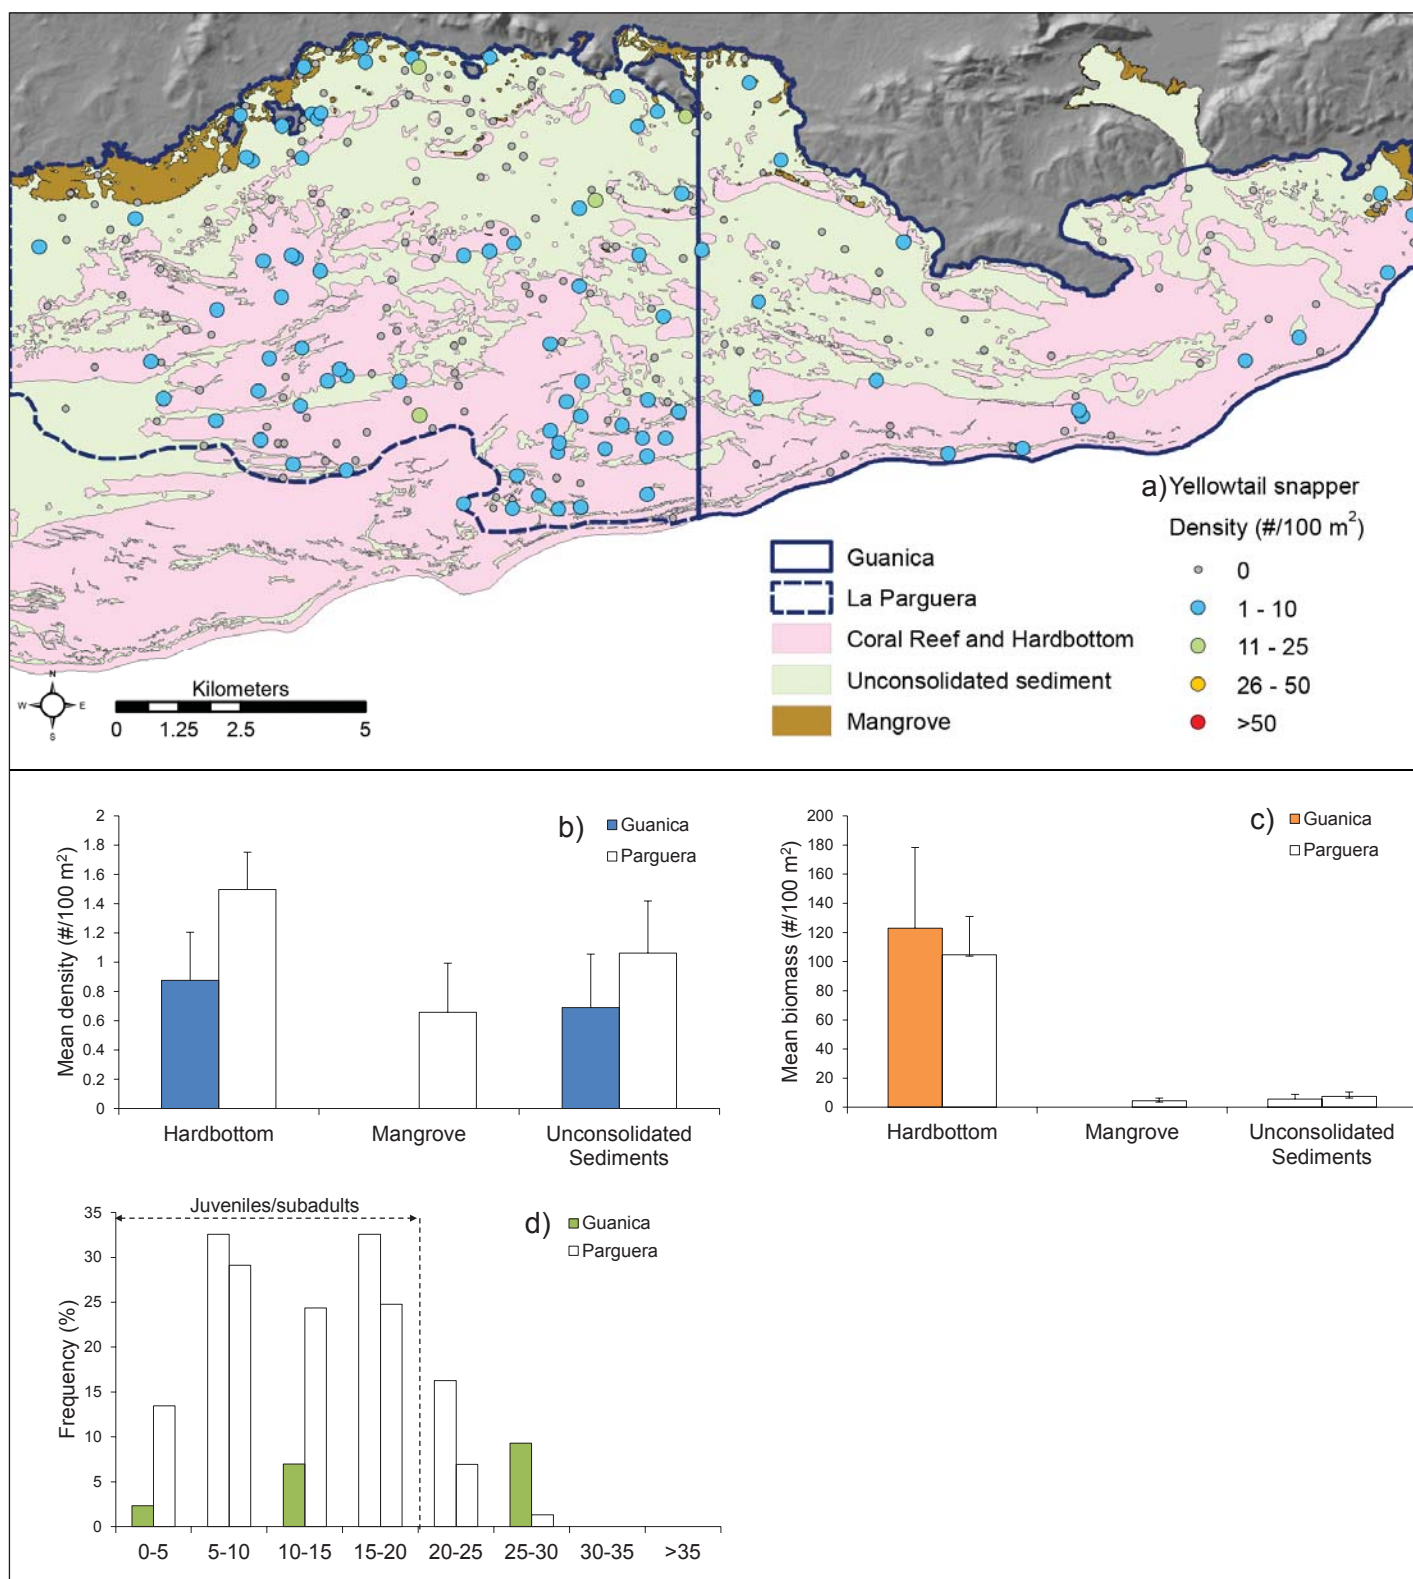 a) Yellowtail snapper
Density (#/100 m²)
0
1 - 10
11 - 25
26 - 50
>50
Guanica
La Parguera
Coral Reef and Hardbottom
Unconsolidated sediment
Mangrove
N
W E
S
Kilometers
0 1.25 2.5 5
b)
Guanica
Parguera
Mean density (#/100 m²)
2
1.8
1.6
1.4
1.2
1
0.8
0.6
0.4
0.2
0
Hardbottom Mangrove Unconsolidated
Sediments
c)
Guanica
Parguera
Mean biomass (#/100 m²)
200
180
160
140
120
100
80
60
40
20
0
Hardbottom Mangrove Unconsolidated
Sediments
d)
Juveniles/subadults
Guanica
Parguera
Frequency (%)
35
30
25
20
15
10
5
0
0-5 5-10 10-15 15-20 20-25 25-30 30-35 >35